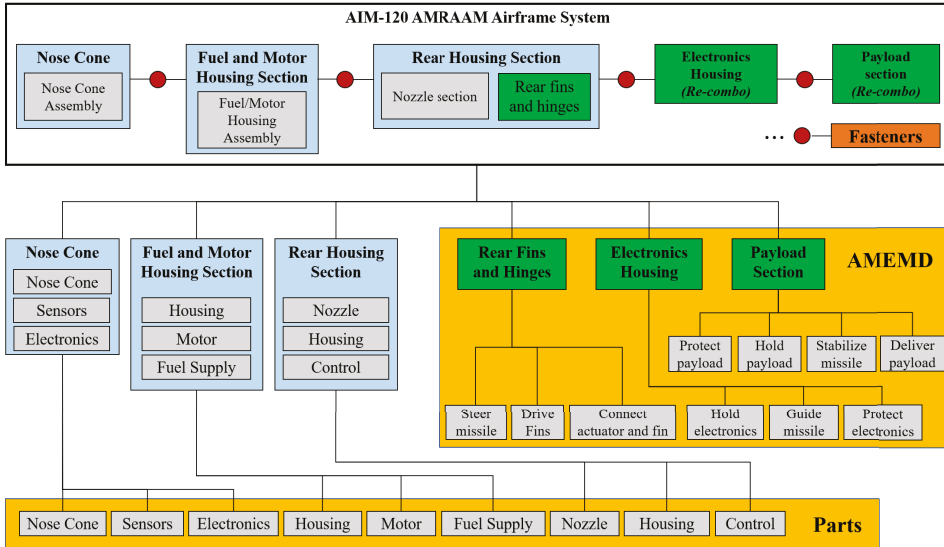 AIM-120 AMRAAM Airframe System
Nose Cone
Nose Cone
Assembly
Fuel and Motor
Housing Section
Fuel/Motor
Housing
Assembly
Rear Housing Section
Nozzle section
Rear fins
and hinges
Electronics
Housing
(Re-combo)
Payload
section
(Re-combo)
...
Fasteners
Nose Cone
Nose Cone
Sensors
Electronics
Fuel and Motor
Housing Section
Housing
Motor
Fuel Supply
Rear Housing
Section
Nozzle
Housing
Control
AMEMD
Rear Fins
and Hinges
Electronics
Housing
Payload
Section
Protect
payload
Hold
payload
Stabilize
missile
Deliver
payload
Steer
missile
Drive
Fins
Connect
actuator and fin
Hold
electronics
Guide
missile
Protect
electronics
Nose Cone
Sensors
Electronics
Housing
Motor
Fuel Supply
Nozzle
Housing
Control
Parts